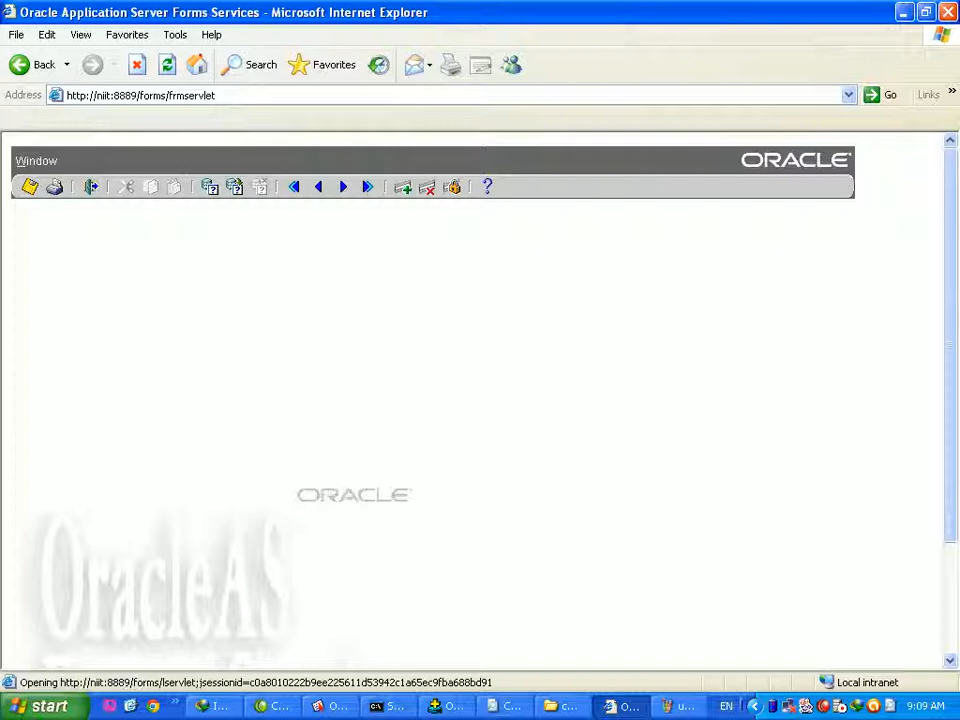 Oracle Application Server Forms Services - Microsoft Internet Explorer
File Edit View Favorites Tools Help
Back Search Favorites
Address http://niit:8889/forms/frmservlet Go Links »
Window ORACLE
ORACLE
OracleAS
Opening http://niit:8889/forms/lservlet;jsessionid=c0a8010222b9ee225611d53942c1a65ec9fba688bd91 Local intranet
start I... C... O... S... O... C... c... O... u... EN 9:09 AM